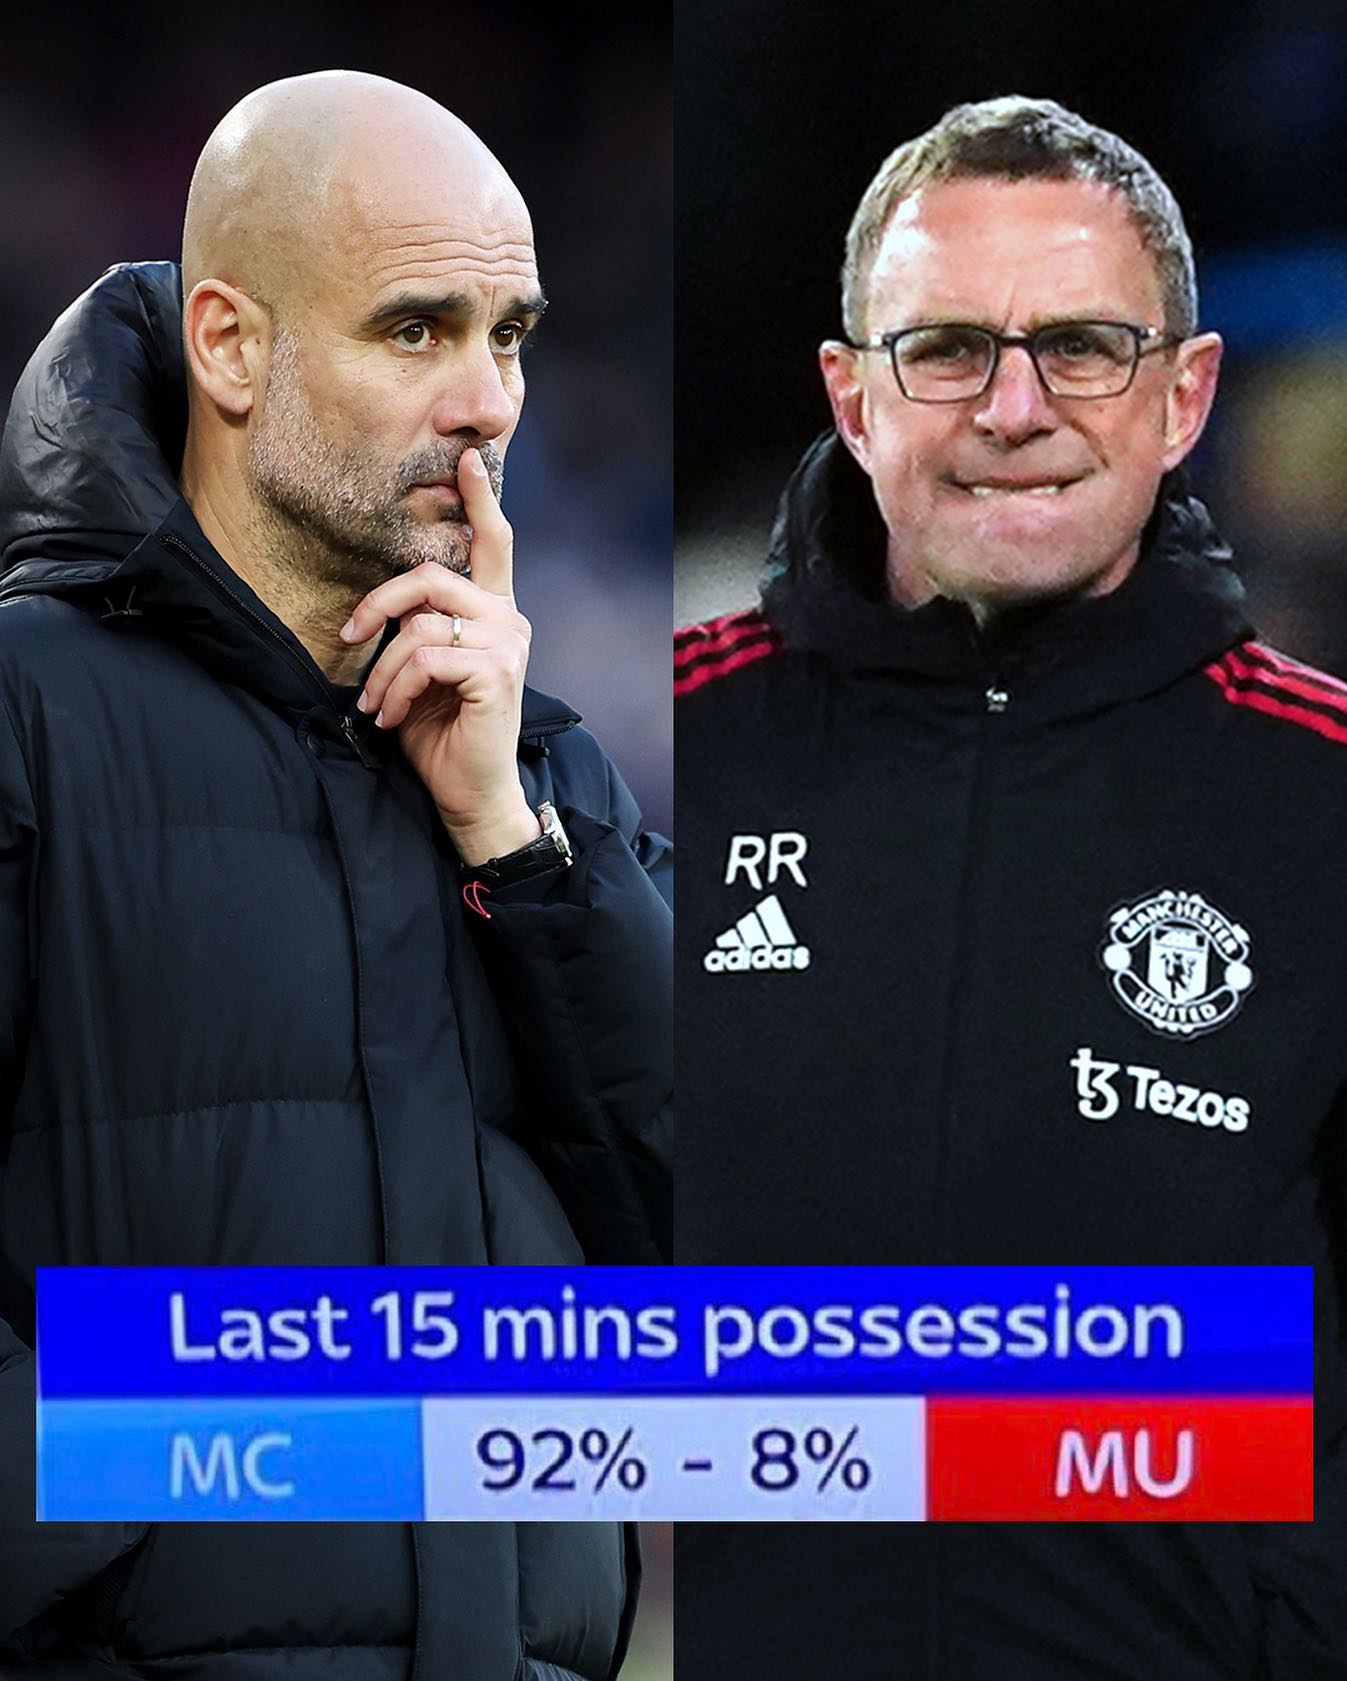 RR
adidas
MANCHESTER
UNITED
Tezos
Last 15 mins possession
MC 92% - 8% MU